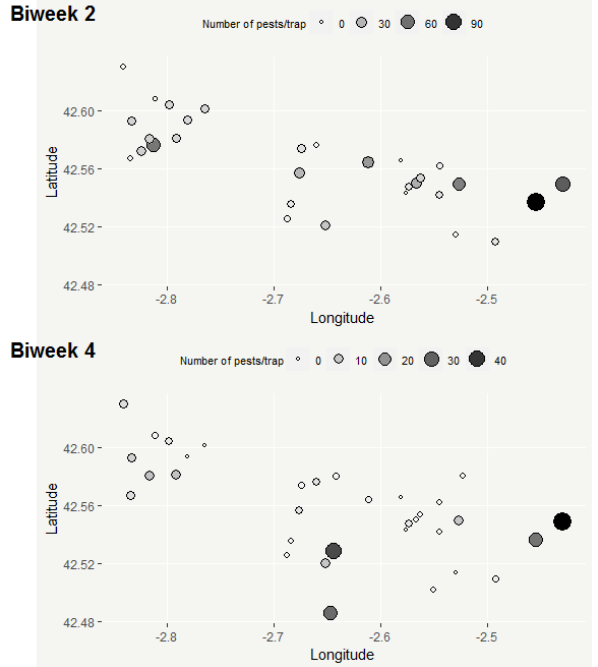 Biweek 2
Number of pests/trap 0 30 60 90
42.60
42.56
42.52
42.48
Latitude
-2.8 -2.7 -2.6 -2.5
Longitude
Biweek 4
Number of pests/trap 0 10 20 30 40
42.60
42.56
42.52
42.48
Latitude
-2.8 -2.7 -2.6 -2.5
Longitude